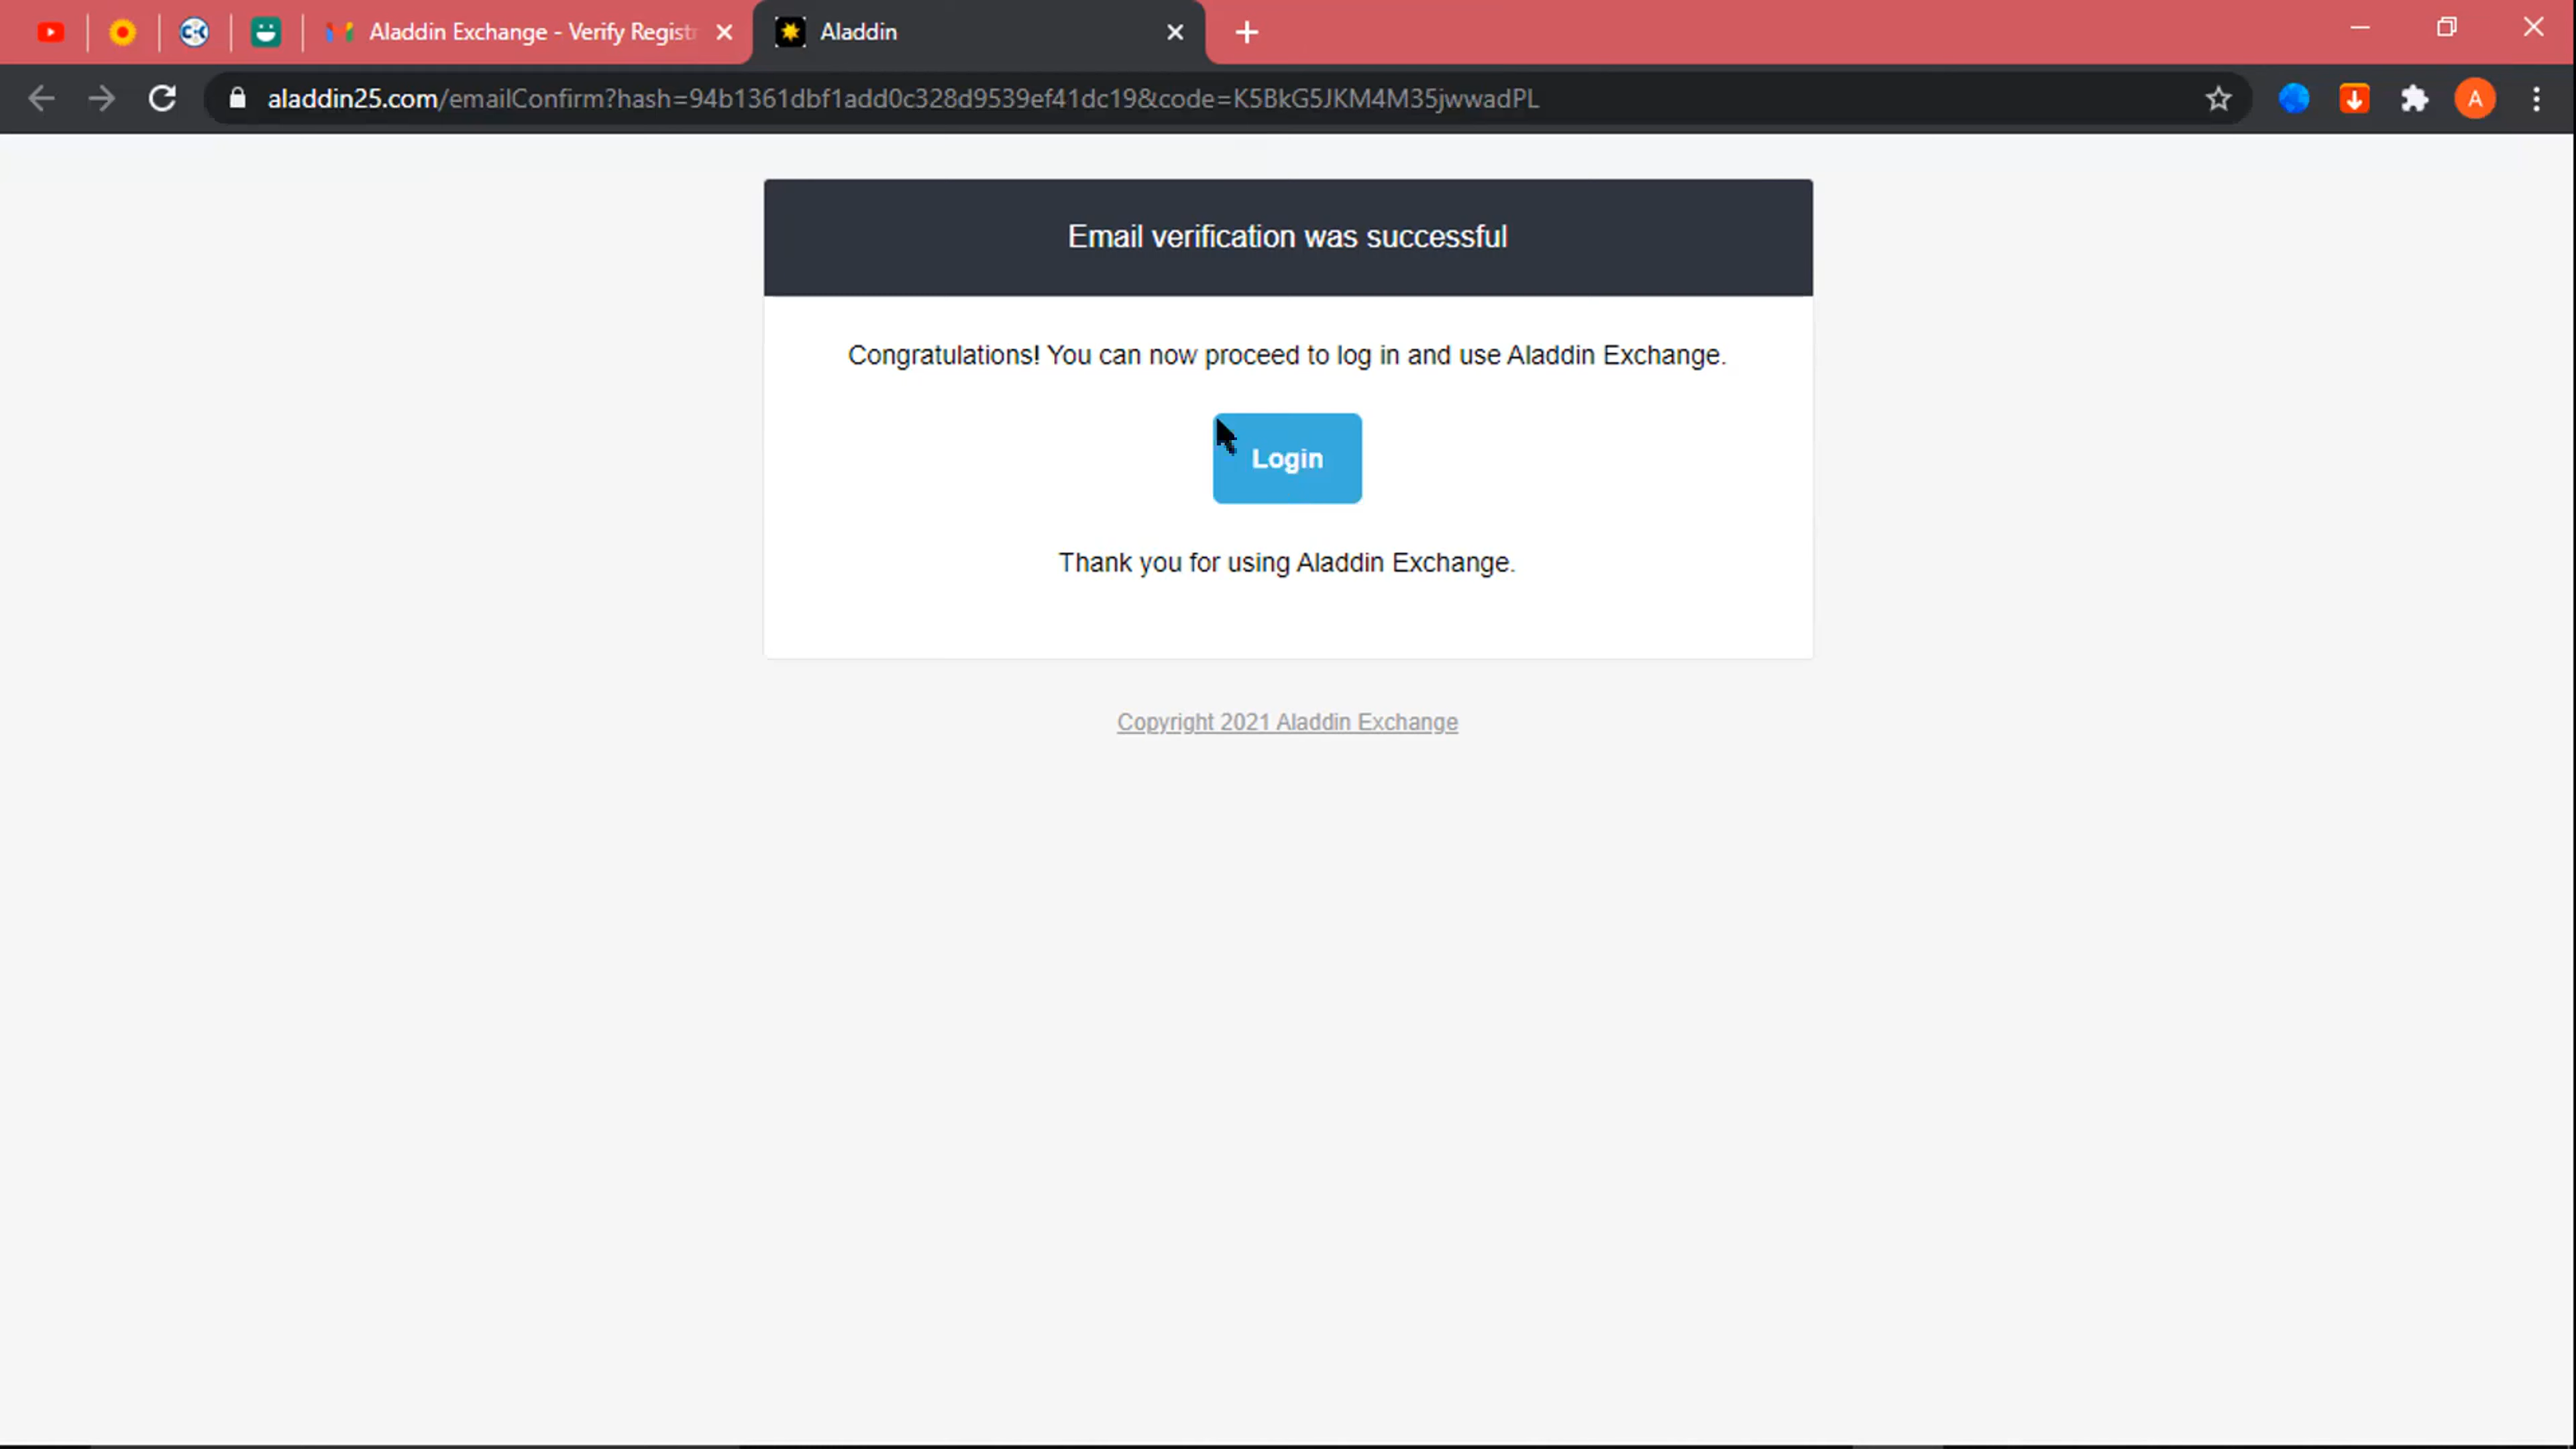 Aladdin Exchange - Verify Registr
Aladdin
aladdin25.com/emailConfirm?hash=94b1361dbf1add0c328d9539ef41dc19&code=K5BkG5JKM4M35jwwadPL
A
Email verification was successful
Congratulations! You can now proceed to log in and use Aladdin Exchange.
Login
Thank you for using Aladdin Exchange.
Copyright 2021 Aladdin Exchange